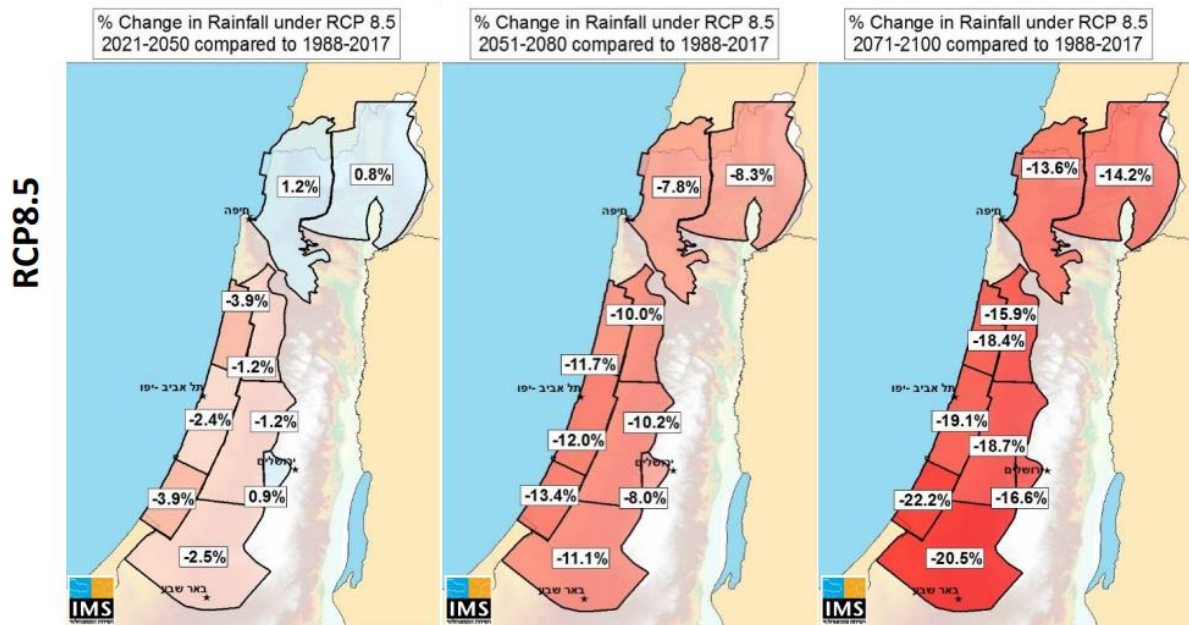 RCP8.5
% Change in Rainfall under RCP 8.5
2021-2050 compared to 1988-2017
1.2%
0.8%
חיפה
-3.9%
-1.2%
תל אביב -יפו
-2.4%
-1.2%
ירושלים
-3.9%
0.9%
-2.5%
באר שבע
IMS
% Change in Rainfall under RCP 8.5
2051-2080 compared to 1988-2017
-7.8%
-8.3%
חיפה
-10.0%
-11.7%
תל אביב -יפו
-10.2%
-12.0%
ירושלים
-13.4%
-8.0%
-11.1%
באר שבע
IMS
% Change in Rainfall under RCP 8.5
2071-2100 compared to 1988-2017
-13.6%
-14.2%
חיפה
-15.9%
-18.4%
תל אביב -יפו
-19.1%
-18.7%
ירושלים
-22.2%
-16.6%
-20.5%
באר שבע
IMS